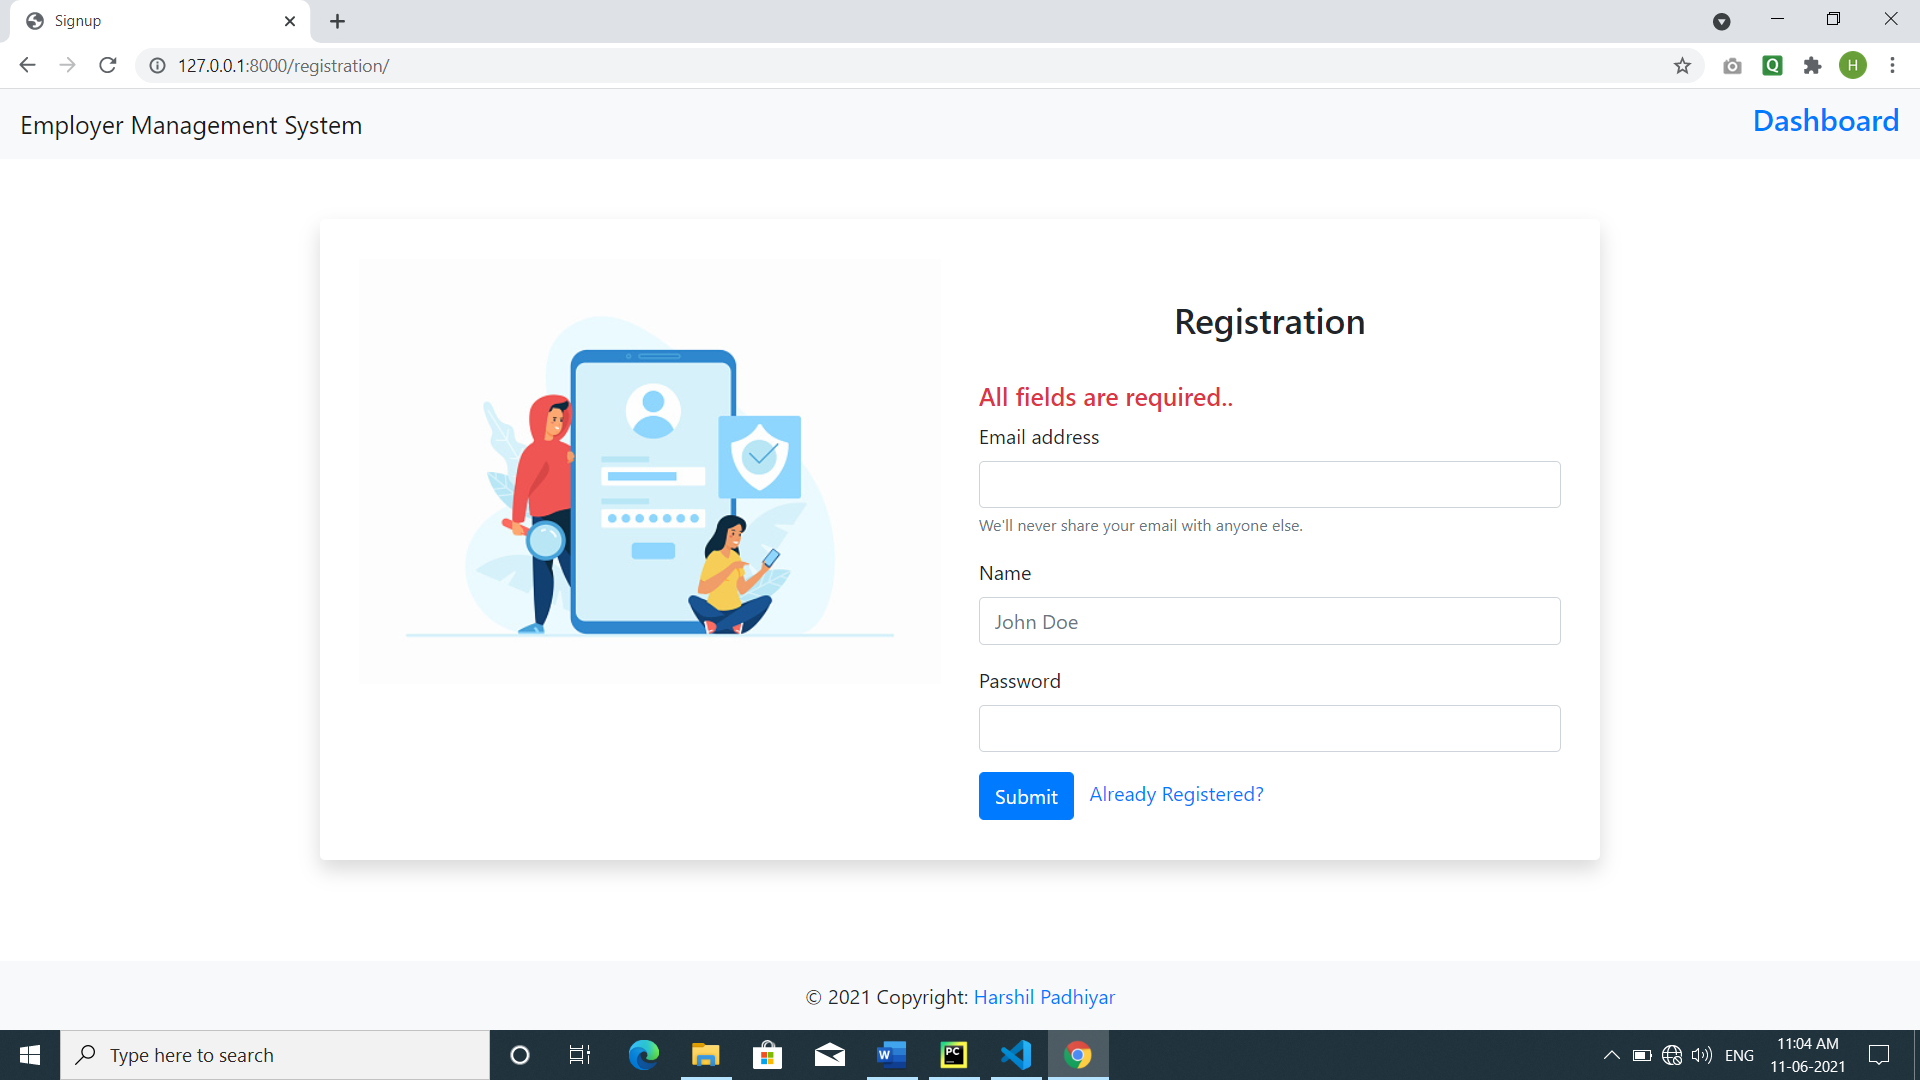 Signup
127.0.0.1:8000/registration/
Q
H
Employer Management System
Dashboard
Registration
All fields are required..
Email address
We'll never share your email with anyone else.
Name
John Doe
Password
Submit Already Registered?
© 2021 Copyright: Harshil Padhiyar
Type here to search
W
PC
ENG
11:04 AM
11-06-2021